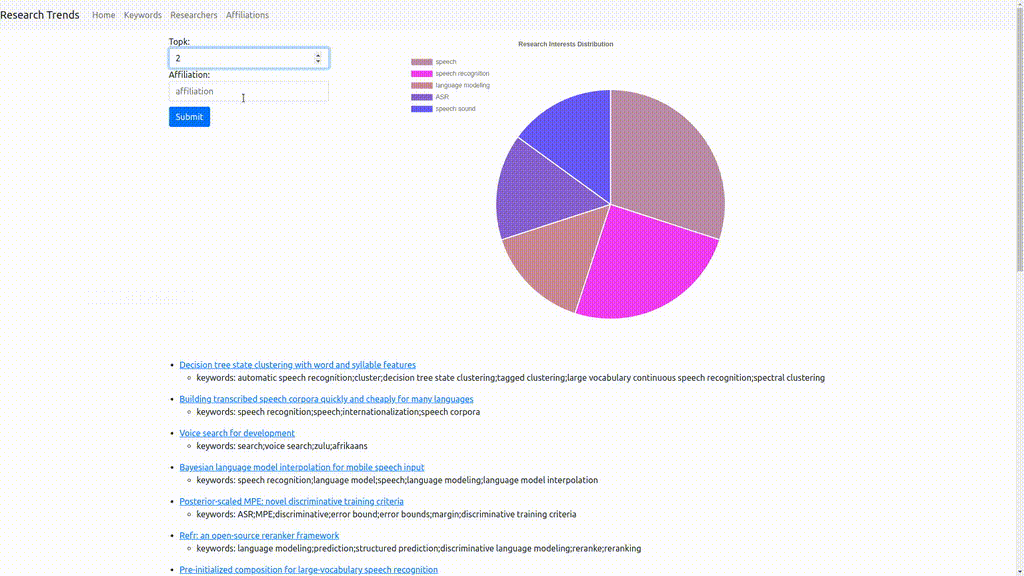 Research Trends Home Keywords Researchers Affiliations
Topk:
2
Affiliation:
affiliation
Submit
Research Interests Distribution
speech
speech recognition
language modeling
ASR
speech sound
Decision tree state clustering with word and syllable features
keywords: automatic speech recognition;cluster;decision tree state clustering;tagged clustering;large vocabulary continuous speech recognition;spectral clustering
Building transcribed speech corpora quickly and cheaply for many languages
keywords: speech recognition;speech;internationalization;speech corpora
Voice search for development
keywords: search;voice search;zulu;afrikaans
Bayesian language model interpolation for mobile speech input
keywords: speech recognition;language model;speech;language modeling;language model interpolation
Posterior-scaled MPE: novel discriminative training criteria
keywords: ASR;MPE;discriminative;error bound;error bounds;margin;discriminative training criteria
Refr: an open-source reranker framework
keywords: language modeling;prediction;structured prediction;discriminative language modeling;reranke;reranking
Pre-initialized composition for large-vocabulary speech recognition